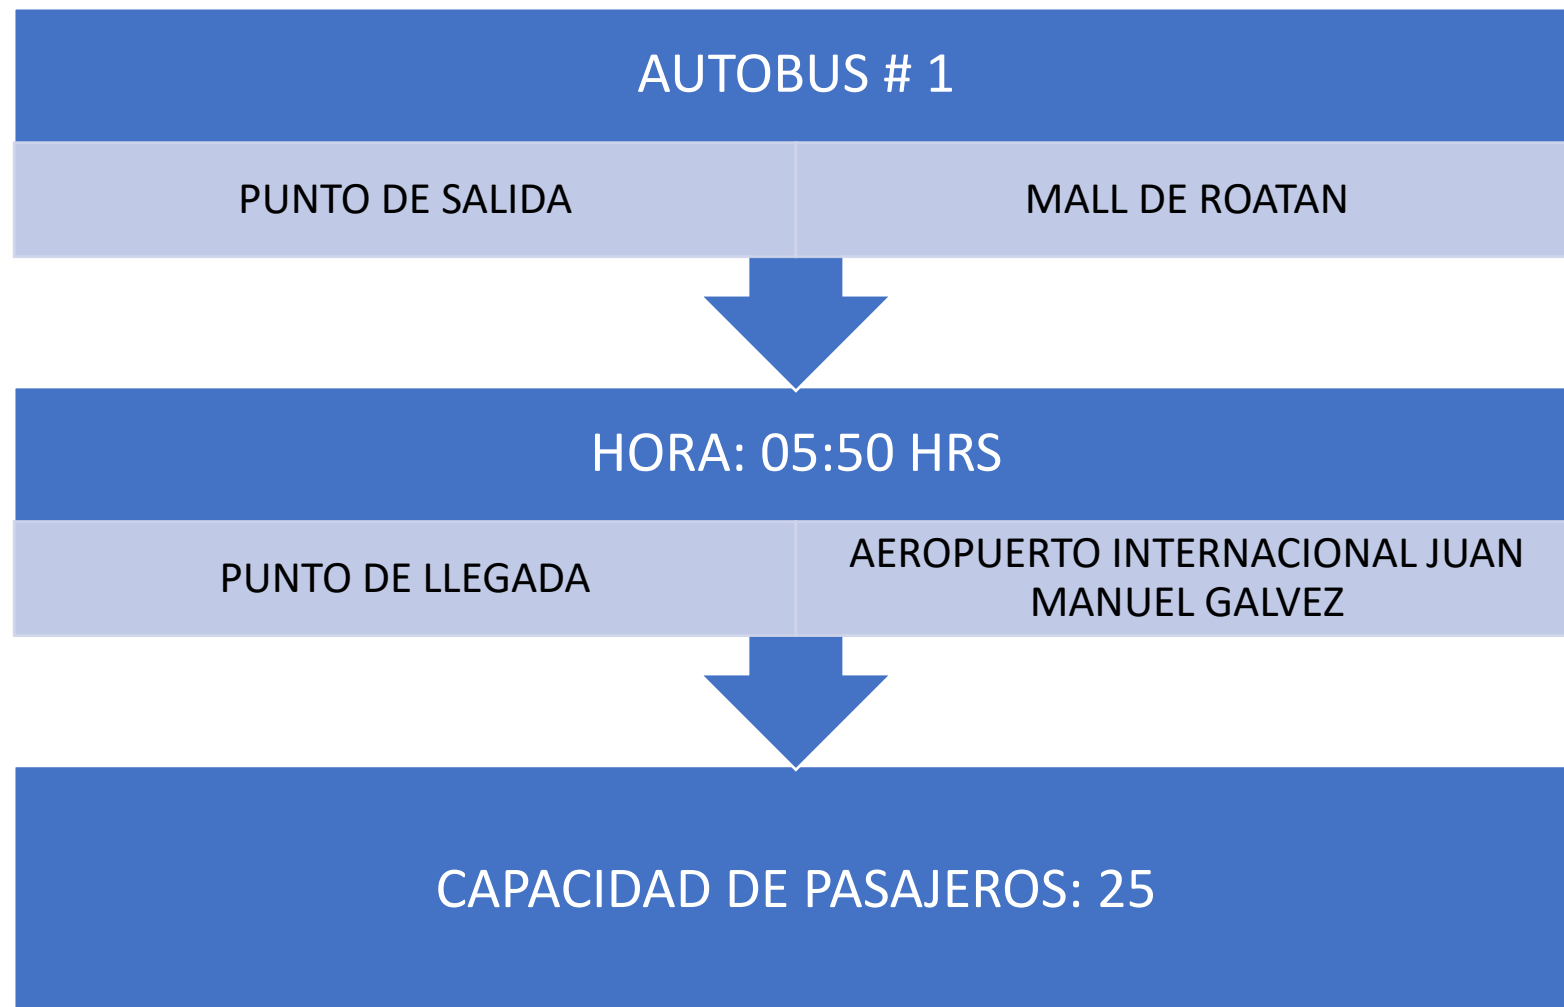 AUTOBUS # 1
PUNTO DE SALIDA
MALL DE ROATAN
HORA: 05:50 HRS
PUNTO DE LLEGADA
AEROPUERTO INTERNACIONAL JUAN
MANUEL GALVEZ
CAPACIDAD DE PASAJEROS: 25